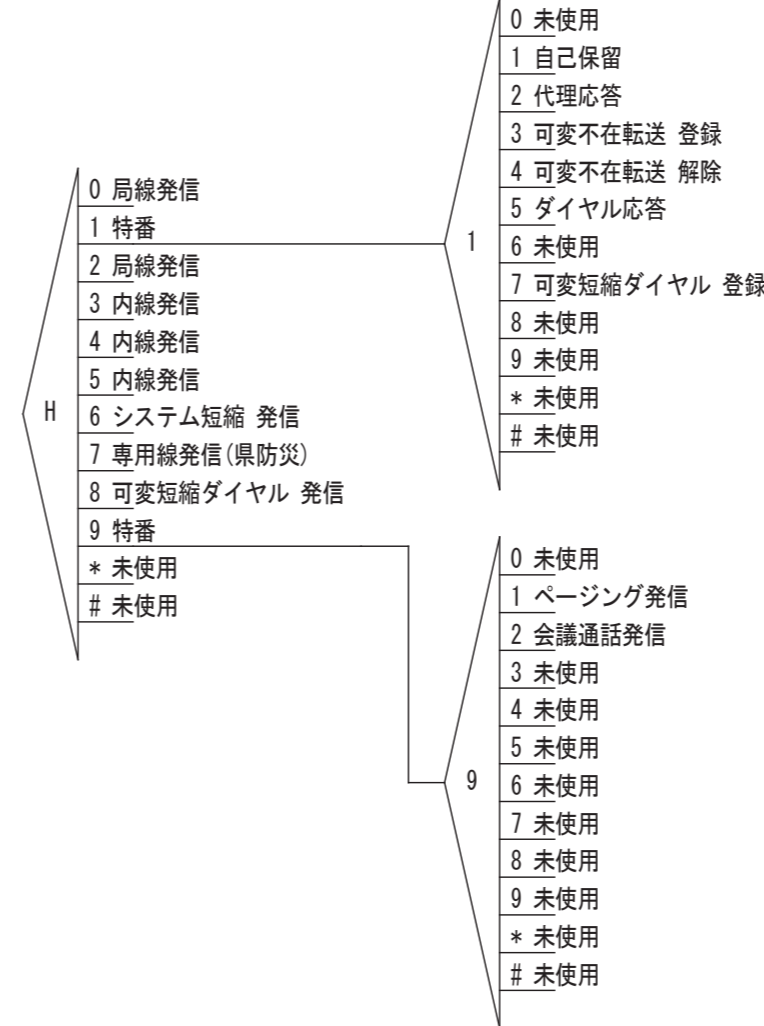 H
0 局線発信
1 特番
2 局線発信
3 内線発信
4 内線発信
5 内線発信
6 システム短縮 発信
7 専用線発信(県防災)
8 可変短縮ダイヤル 発信
9 特番
* 未使用
# 未使用
1
0 未使用
1 自己保留
2 代理応答
3 可変不在転送 登録
4 可変不在転送 解除
5 ダイヤル応答
6 未使用
7 可変短縮ダイヤル 登録
8 未使用
9 未使用
* 未使用
# 未使用
9
0 未使用
1 ページング発信
2 会議通話発信
3 未使用
4 未使用
5 未使用
6 未使用
7 未使用
8 未使用
9 未使用
* 未使用
# 未使用